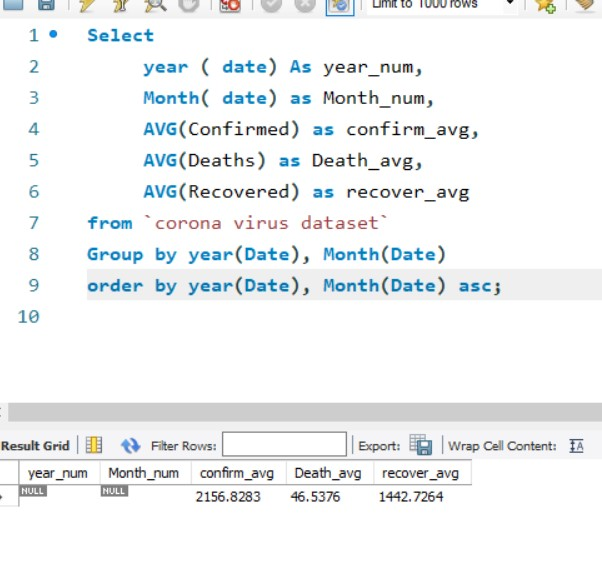 Limit to 1000 rows
1 Select
2 year ( date) As year_num,
3 Month( date) as Month_num,
4 AVG(Confirmed) as confirm_avg,
5 AVG(Deaths) as Death_avg,
6 AVG(Recovered) as recover_avg
7 from `corona virus dataset`
8 Group by year(Date), Month(Date)
9 order by year(Date), Month(Date) asc;
10
Result Grid Filter Rows: Export: Wrap Cell Content: IA
year_num Month_num confirm_avg Death_avg recover_avg
NULL NULL 2156.8283 46.5376 1442.7264